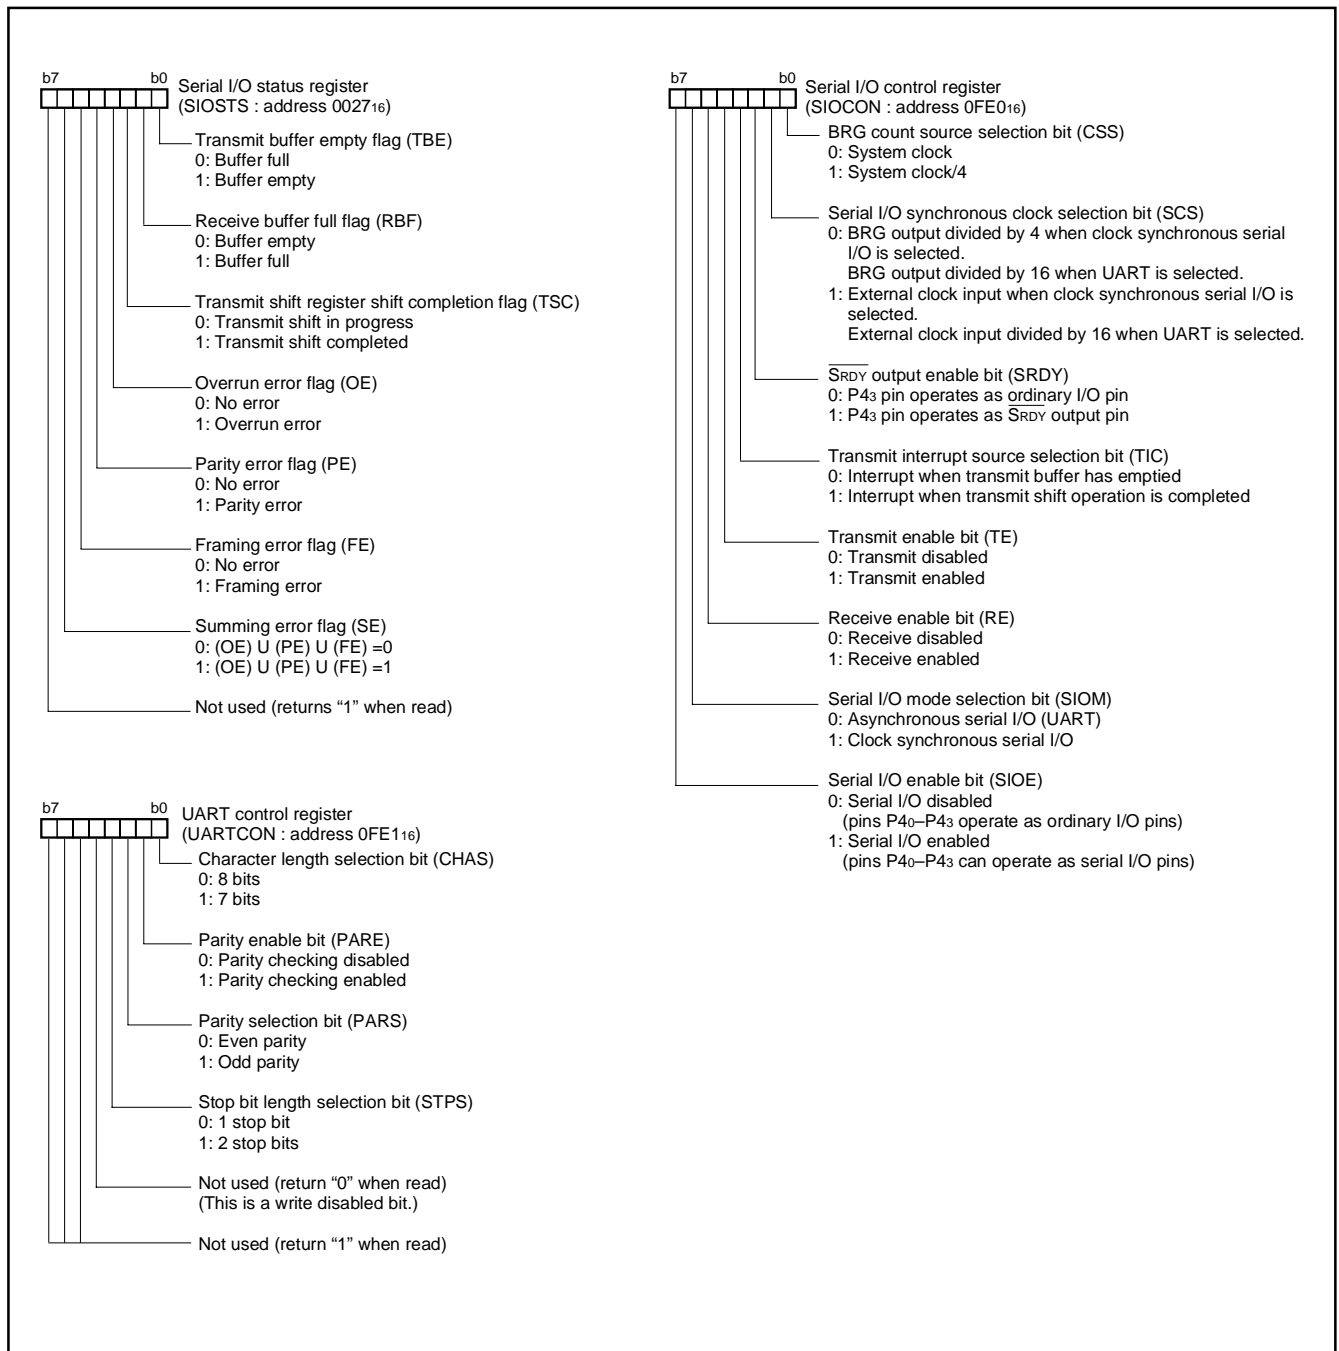 b7 b0
Serial I/O status register
(SIOSTS : address 002716)
Transmit buffer empty flag (TBE)
0: Buffer full
1: Buffer empty
Receive buffer full flag (RBF)
0: Buffer empty
1: Buffer full
Transmit shift register shift completion flag (TSC)
0: Transmit shift in progress
1: Transmit shift completed
Overrun error flag (OE)
0: No error
1: Overrun error
Parity error flag (PE)
0: No error
1: Parity error
Framing error flag (FE)
0: No error
1: Framing error
Summing error flag (SE)
0: (OE) U (PE) U (FE) =0
1: (OE) U (PE) U (FE) =1
Not used (returns “1” when read)
b7 b0
UART control register
(UARTCON : address 0FE116)
Character length selection bit (CHAS)
0: 8 bits
1: 7 bits
Parity enable bit (PARE)
0: Parity checking disabled
1: Parity checking enabled
Parity selection bit (PARS)
0: Even parity
1: Odd parity
Stop bit length selection bit (STPS)
0: 1 stop bit
1: 2 stop bits
Not used (return “0” when read)
(This is a write disabled bit.)
Not used (return “1” when read)
b7 b0
Serial I/O control register
(SIOCON : address 0FE016)
BRG count source selection bit (CSS)
0: System clock
1: System clock/4
Serial I/O synchronous clock selection bit (SCS)
0: BRG output divided by 4 when clock synchronous serial
I/O is selected.
BRG output divided by 16 when UART is selected.
1: External clock input when clock synchronous serial I/O is
selected.
External clock input divided by 16 when UART is selected.
SRDY output enable bit (SRDY)
0: P43 pin operates as ordinary I/O pin
1: P43 pin operates as SRDY output pin
Transmit interrupt source selection bit (TIC)
0: Interrupt when transmit buffer has emptied
1: Interrupt when transmit shift operation is completed
Transmit enable bit (TE)
0: Transmit disabled
1: Transmit enabled
Receive enable bit (RE)
0: Receive disabled
1: Receive enabled
Serial I/O mode selection bit (SIOM)
0: Asynchronous serial I/O (UART)
1: Clock synchronous serial I/O
Serial I/O enable bit (SIOE)
0: Serial I/O disabled
(pins P40–P43 operate as ordinary I/O pins)
1: Serial I/O enabled
(pins P40–P43 can operate as serial I/O pins)